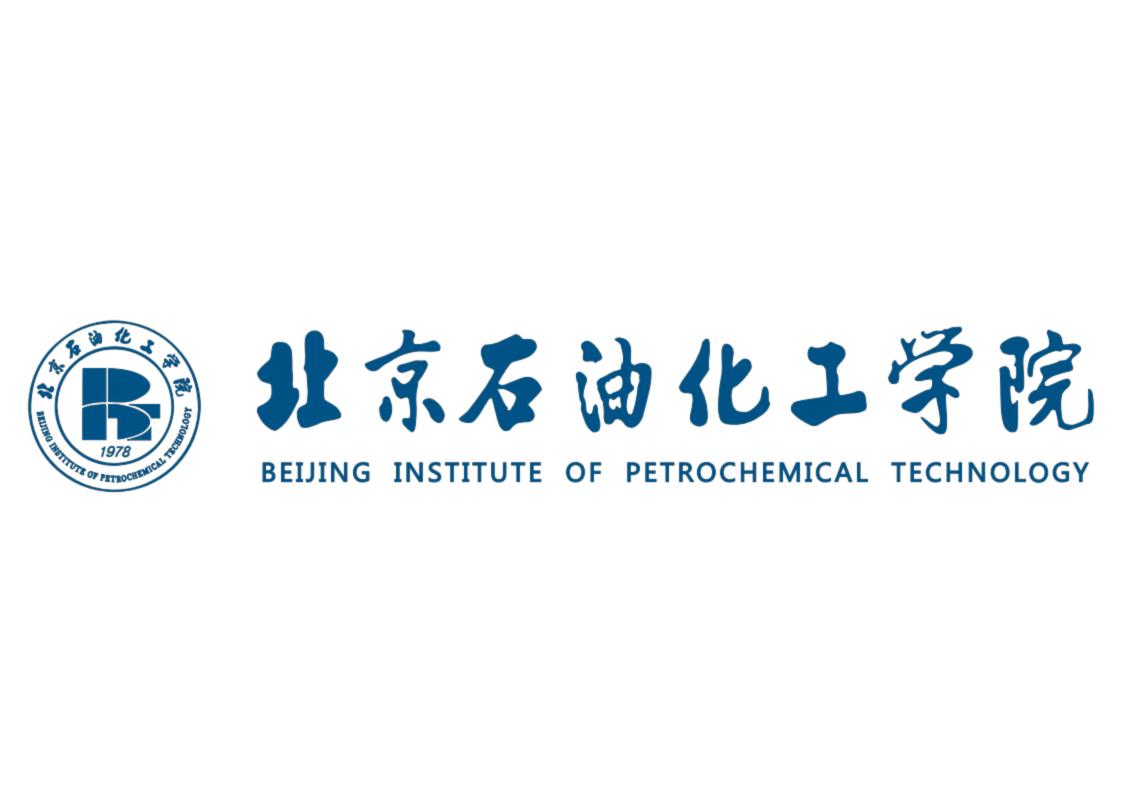 北京石油化工学院
BEIJING INSTITUTE OF PETROCHEMICAL TECHNOLOGY
1978
北京石油化工学院
BEIJING INSTITUTE OF PETROCHEMICAL TECHNOLOGY